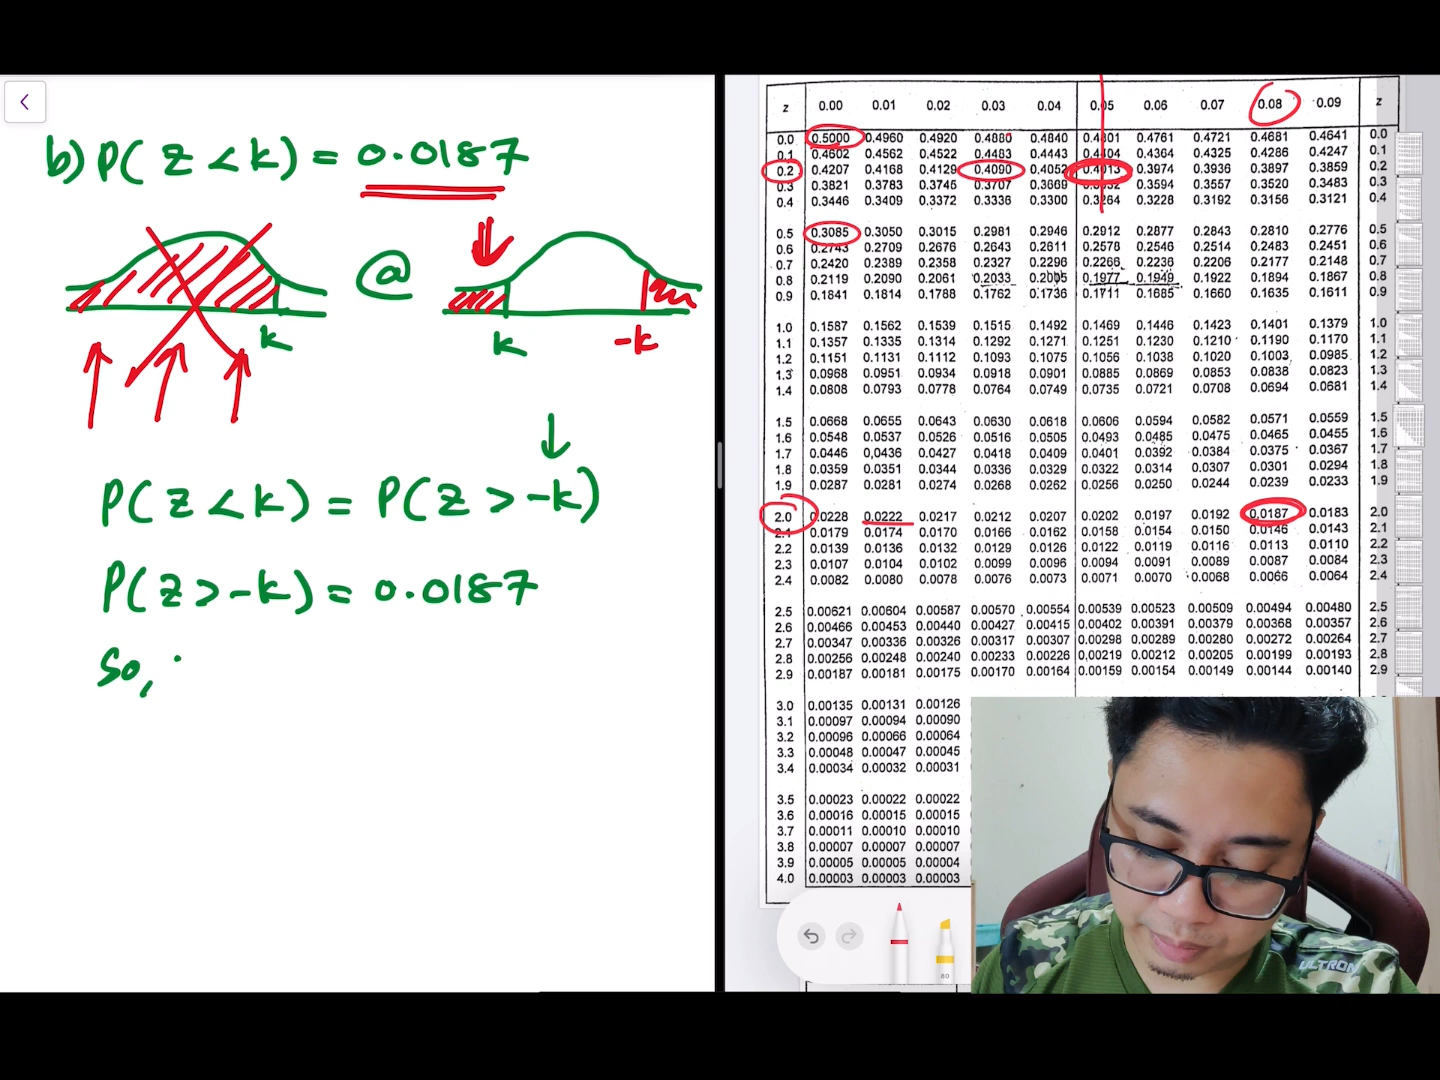 b) P( Z < k ) = 0.0187
@
k
k
-k
P( Z < k ) = P( Z > -k )
P( Z > -k ) = 0.0187
So,
z 0.00 0.01 0.02 0.03 0.04 0.05 0.06 0.07 0.08 0.09 z
0.0 0.5000 0.4960 0.4920 0.4880 0.4840 0.4801 0.4761 0.4721 0.4681 0.4641 0.0
0.1 0.4602 0.4562 0.4522 0.4483 0.4443 0.4404 0.4364 0.4325 0.4286 0.4247 0.1
0.2 0.4207 0.4168 0.4129 0.4090 0.4052 0.4013 0.3974 0.3936 0.3897 0.3859 0.2
0.3 0.3821 0.3783 0.3745 0.3707 0.3669 0.3594 0.3557 0.3520 0.3483 0.3
0.4 0.3446 0.3409 0.3372 0.3336 0.3300 0.3264 0.3228 0.3192 0.3156 0.3121 0.4
0.5 0.3085 0.3050 0.3015 0.2981 0.2946 0.2912 0.2877 0.2843 0.2810 0.2776 0.5
0.6 0.2743 0.2709 0.2676 0.2643 0.2611 0.2578 0.2546 0.2514 0.2483 0.2451 0.6
0.7 0.2420 0.2389 0.2358 0.2327 0.2296 0.2266 0.2236 0.2206 0.2177 0.2148 0.7
0.8 0.2119 0.2090 0.2061 0.2033 0.2005 0.1977 0.1949 0.1922 0.1894 0.1867 0.8
0.9 0.1841 0.1814 0.1788 0.1762 0.1736 0.1711 0.1685 0.1660 0.1635 0.1611 0.9
1.0 0.1587 0.1562 0.1539 0.1515 0.1492 0.1469 0.1446 0.1423 0.1401 0.1379 1.0
1.1 0.1357 0.1335 0.1314 0.1292 0.1271 0.1251 0.1230 0.1210 0.1190 0.1170 1.1
1.2 0.1151 0.1131 0.1112 0.1093 0.1075 0.1056 0.1038 0.1020 0.1003 0.0985 1.2
1.3 0.0968 0.0951 0.0934 0.0918 0.0901 0.0885 0.0869 0.0853 0.0838 0.0823 1.3
1.4 0.0808 0.0793 0.0778 0.0764 0.0749 0.0735 0.0721 0.0708 0.0694 0.0681 1.4
1.5 0.0668 0.0655 0.0643 0.0630 0.0618 0.0606 0.0594 0.0582 0.0571 0.0559 1.5
1.6 0.0548 0.0537 0.0526 0.0516 0.0505 0.0493 0.0485 0.0475 0.0465 0.0455 1.6
1.7 0.0446 0,0436 0.0427 0.0418 0.0409 0.0401 0.0392 0.0384 0.0375 0.0367 1.7
1.8 0.0359 0.0351 0.0344 0.0336 0.0329 0.0322 0.0314 0.0307 0.0301 0.0294 1.8
1.9 0.0287 0.0281 0.0274 0.0268 0.0262 0.0256 0.0250 0.0244 0.0239 0.0233 1.9
2.0 0.0228 0.0222 0.0217 0.0212 0.0207 0.0202 0.0197 0.0192 0.0187 0.0183 2.0
2.1 0.0179 0.0174 0.0170 0.0166 0.0162 0.0158 0.0154 0.0150 0.0146 0.0143 2.1
2.2 0.0139 0.0136 0.0132 0.0129 0.0126 0.0122 0.0119 0.0116 0.0113 0.0110 2.2
2.3 0.0107 0.0104 0.0102 0.0099 0.0096 0.0094 0.0091 0.0089 0.0087 0.0084 2.3
2.4 0.0082 0.0080 0.0078 0.0076 0.0073 0.0071 0.0070 0.0068 0.0066 0.0064 2.4
2.5 0.00621 0.00604 0.00587 0.00570 0.00554 0.00539 0.00523 0.00509 0.00494 0.00480 2.5
2.6 0.00466 0.00453 0.00440 0.00427 0.00415 0.00402 0.00391 0.00379 0.00368 0.00357 2.6
2.7 0.00347 0.00336 0.00326 0.00317 0.00307 0.00298 0.00289 0.00280 0.00272 0.00264 2.7
2.8 0.00256 0.00248 0.00240 0.00233 0.00226 0.00219 0.00212 0.00205 0.00199 0.00193 2.8
2.9 0.00187 0.00181 0.00175 0.00170 0.00164 0.00159 0.00154 0.00149 0.00144 0.00140 2.9
3.0 0.00135 0.00131 0.00126
3.1 0.00097 0.00094 0.00090
3.2 0.00096 0.00066 0.00064
3.3 0.00048 0.00047 0.00045
3.4 0.00034 0.00032 0.00031
3.5 0.00023 0.00022 0.00022
3.6 0.00016 0.00015 0.00015
3.7 0.00011 0.00010 0.00010
3.8 0.00007 0.00007 0.00007
3.9 0.00005 0.00005 0.00004
4.0 0.00003 0.00003 0.00003
80
ULTRON